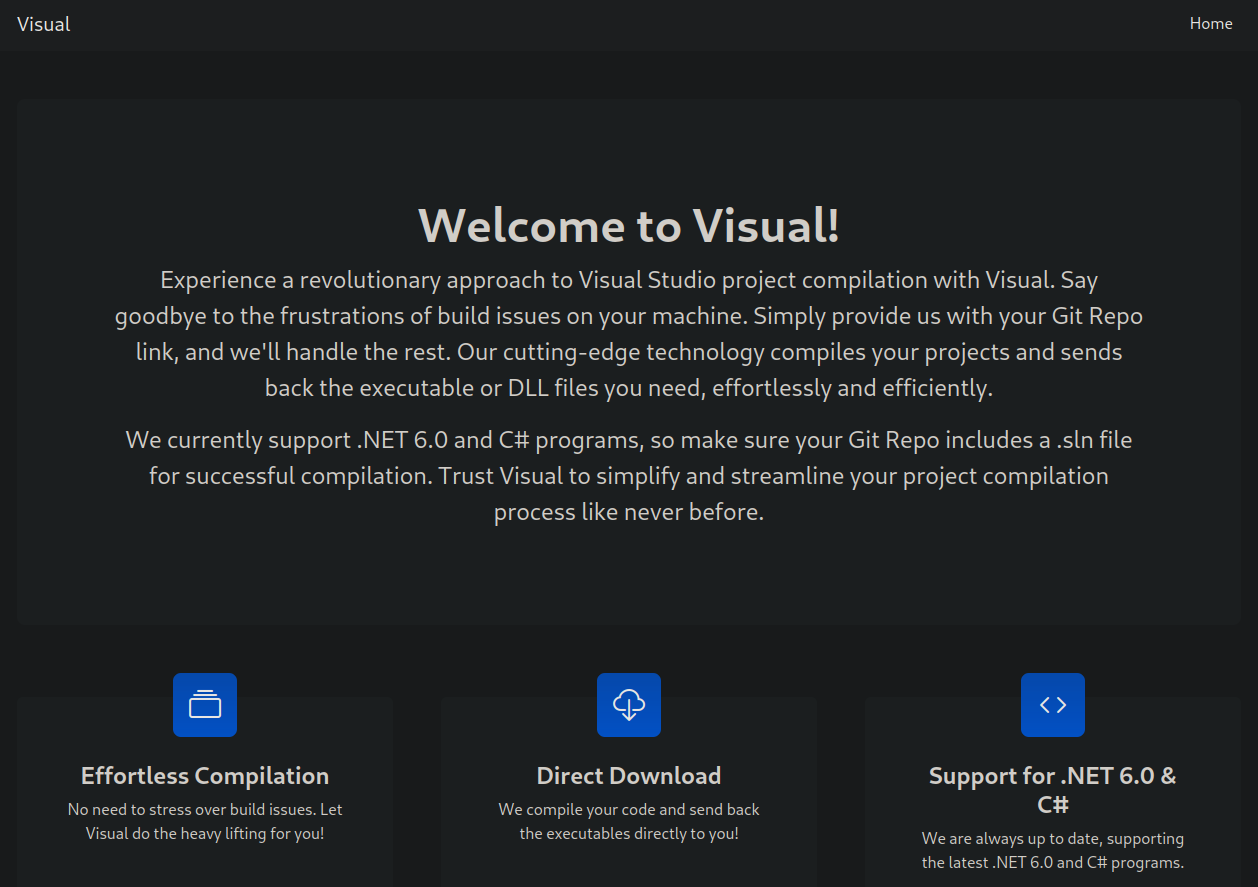 Visual
Home
Welcome to Visual!
Experience a revolutionary approach to Visual Studio project compilation with Visual. Say
goodbye to the frustrations of build issues on your machine. Simply provide us with your Git Repo
link, and we'll handle the rest. Our cutting-edge technology compiles your projects and sends
back the executable or DLL files you need, effortlessly and efficiently.
We currently support .NET 6.0 and C# programs, so make sure your Git Repo includes a .sln file
for successful compilation. Trust Visual to simplify and streamline your project compilation
process like never before.
Effortless Compilation
No need to stress over build issues. Let
Visual do the heavy lifting for you!
Direct Download
We compile your code and send back
the executables directly to you!
Support for .NET 6.0 &
C#
We are always up to date, supporting
the latest .NET 6.0 and C# programs.